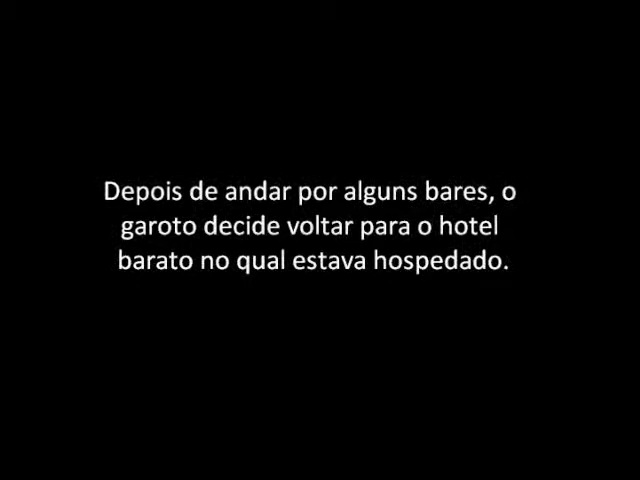 Depois de andar por alguns bares, o
garoto decide voltar para o hotel
barato no qual estava hospedado.